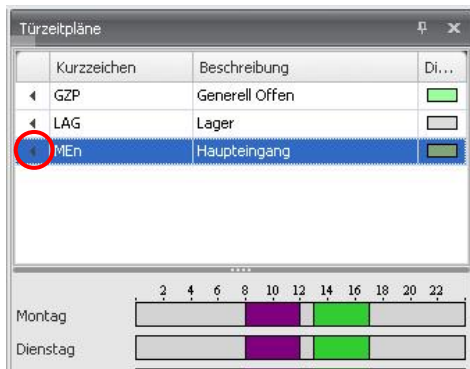 Türzeitpläne
Kurzzeichen Beschreibung Di...
GZP Generell Offen
LAG Lager
MEn Haupteingang
2 4 6 8 10 12 14 16 18 20 22
Montag
Dienstag